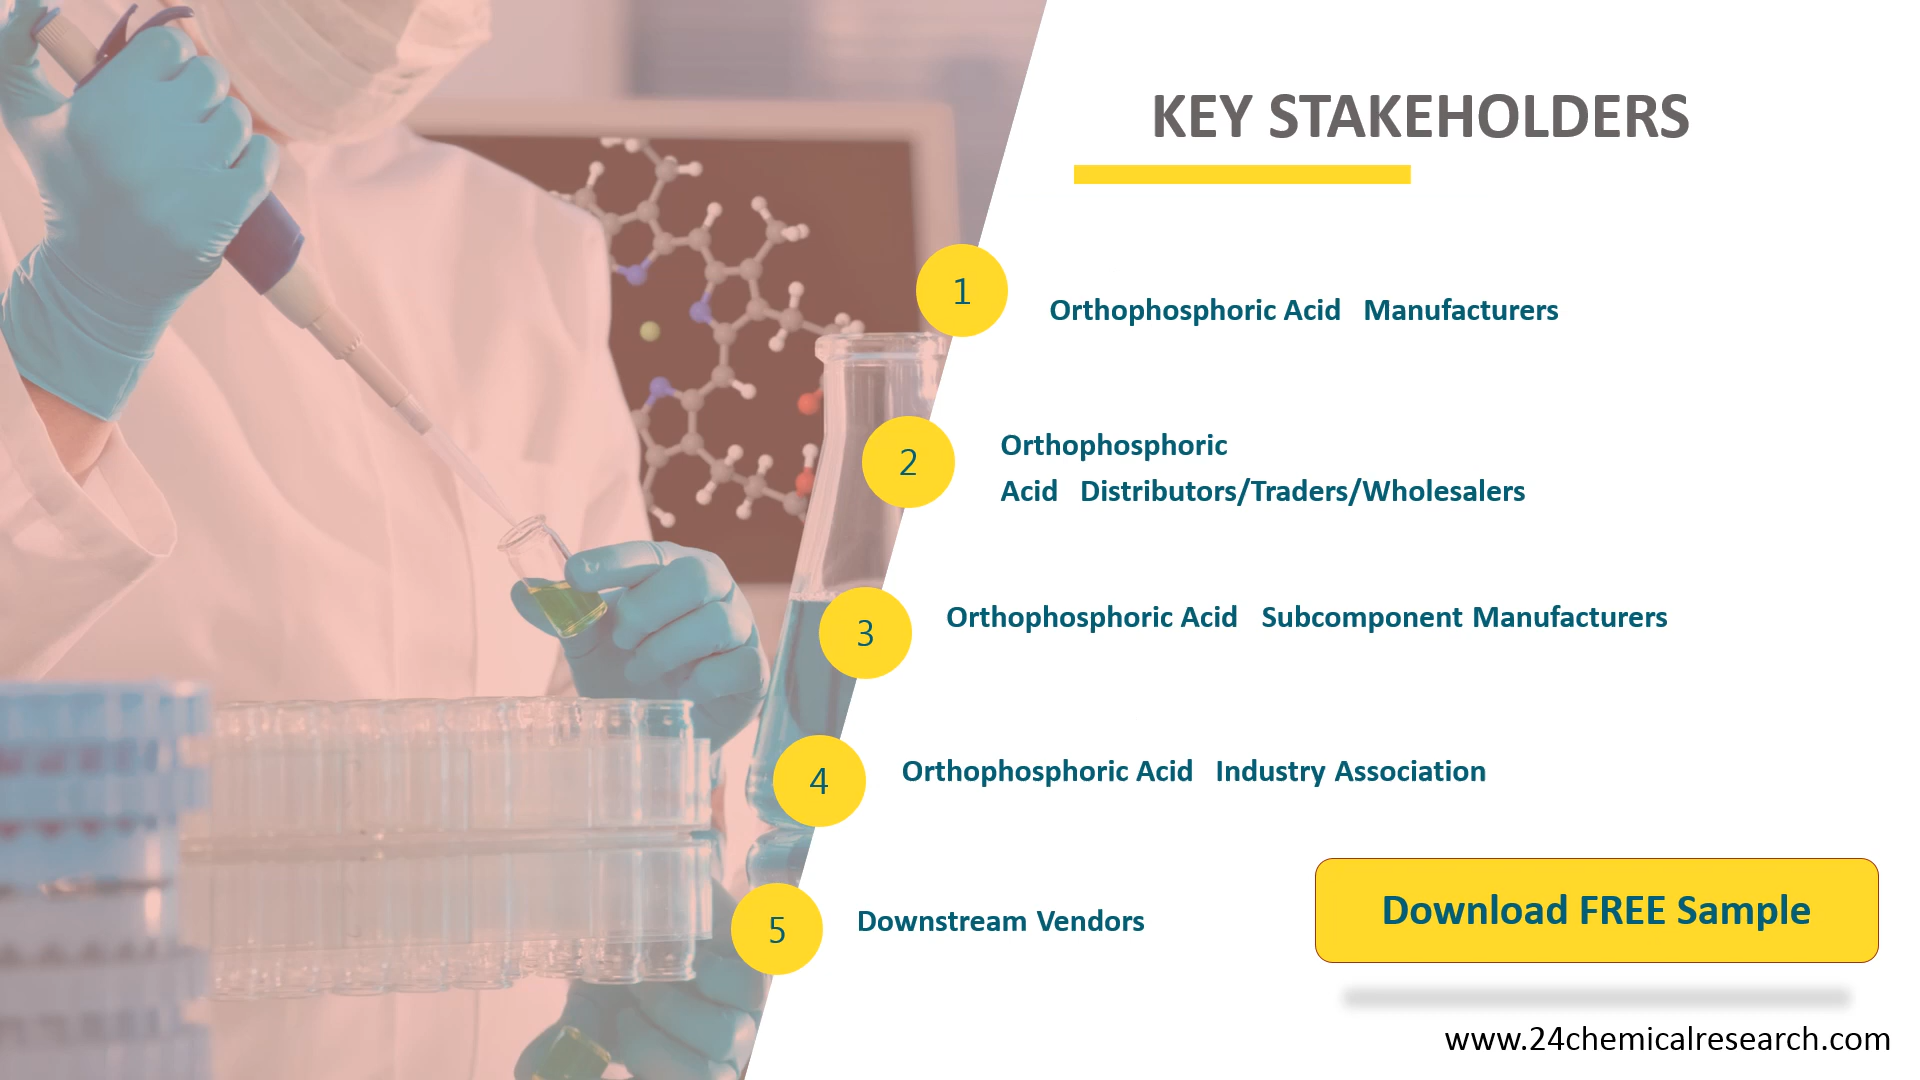 KEY STAKEHOLDERS
1
Orthophosphoric Acid   Manufacturers
2
Orthophosphoric
Acid   Distributors/Traders/Wholesalers
3
Orthophosphoric Acid   Subcomponent Manufacturers
4
Orthophosphoric Acid   Industry Association
5
Downstream Vendors
Download FREE Sample
www.24chemicalresearch.com